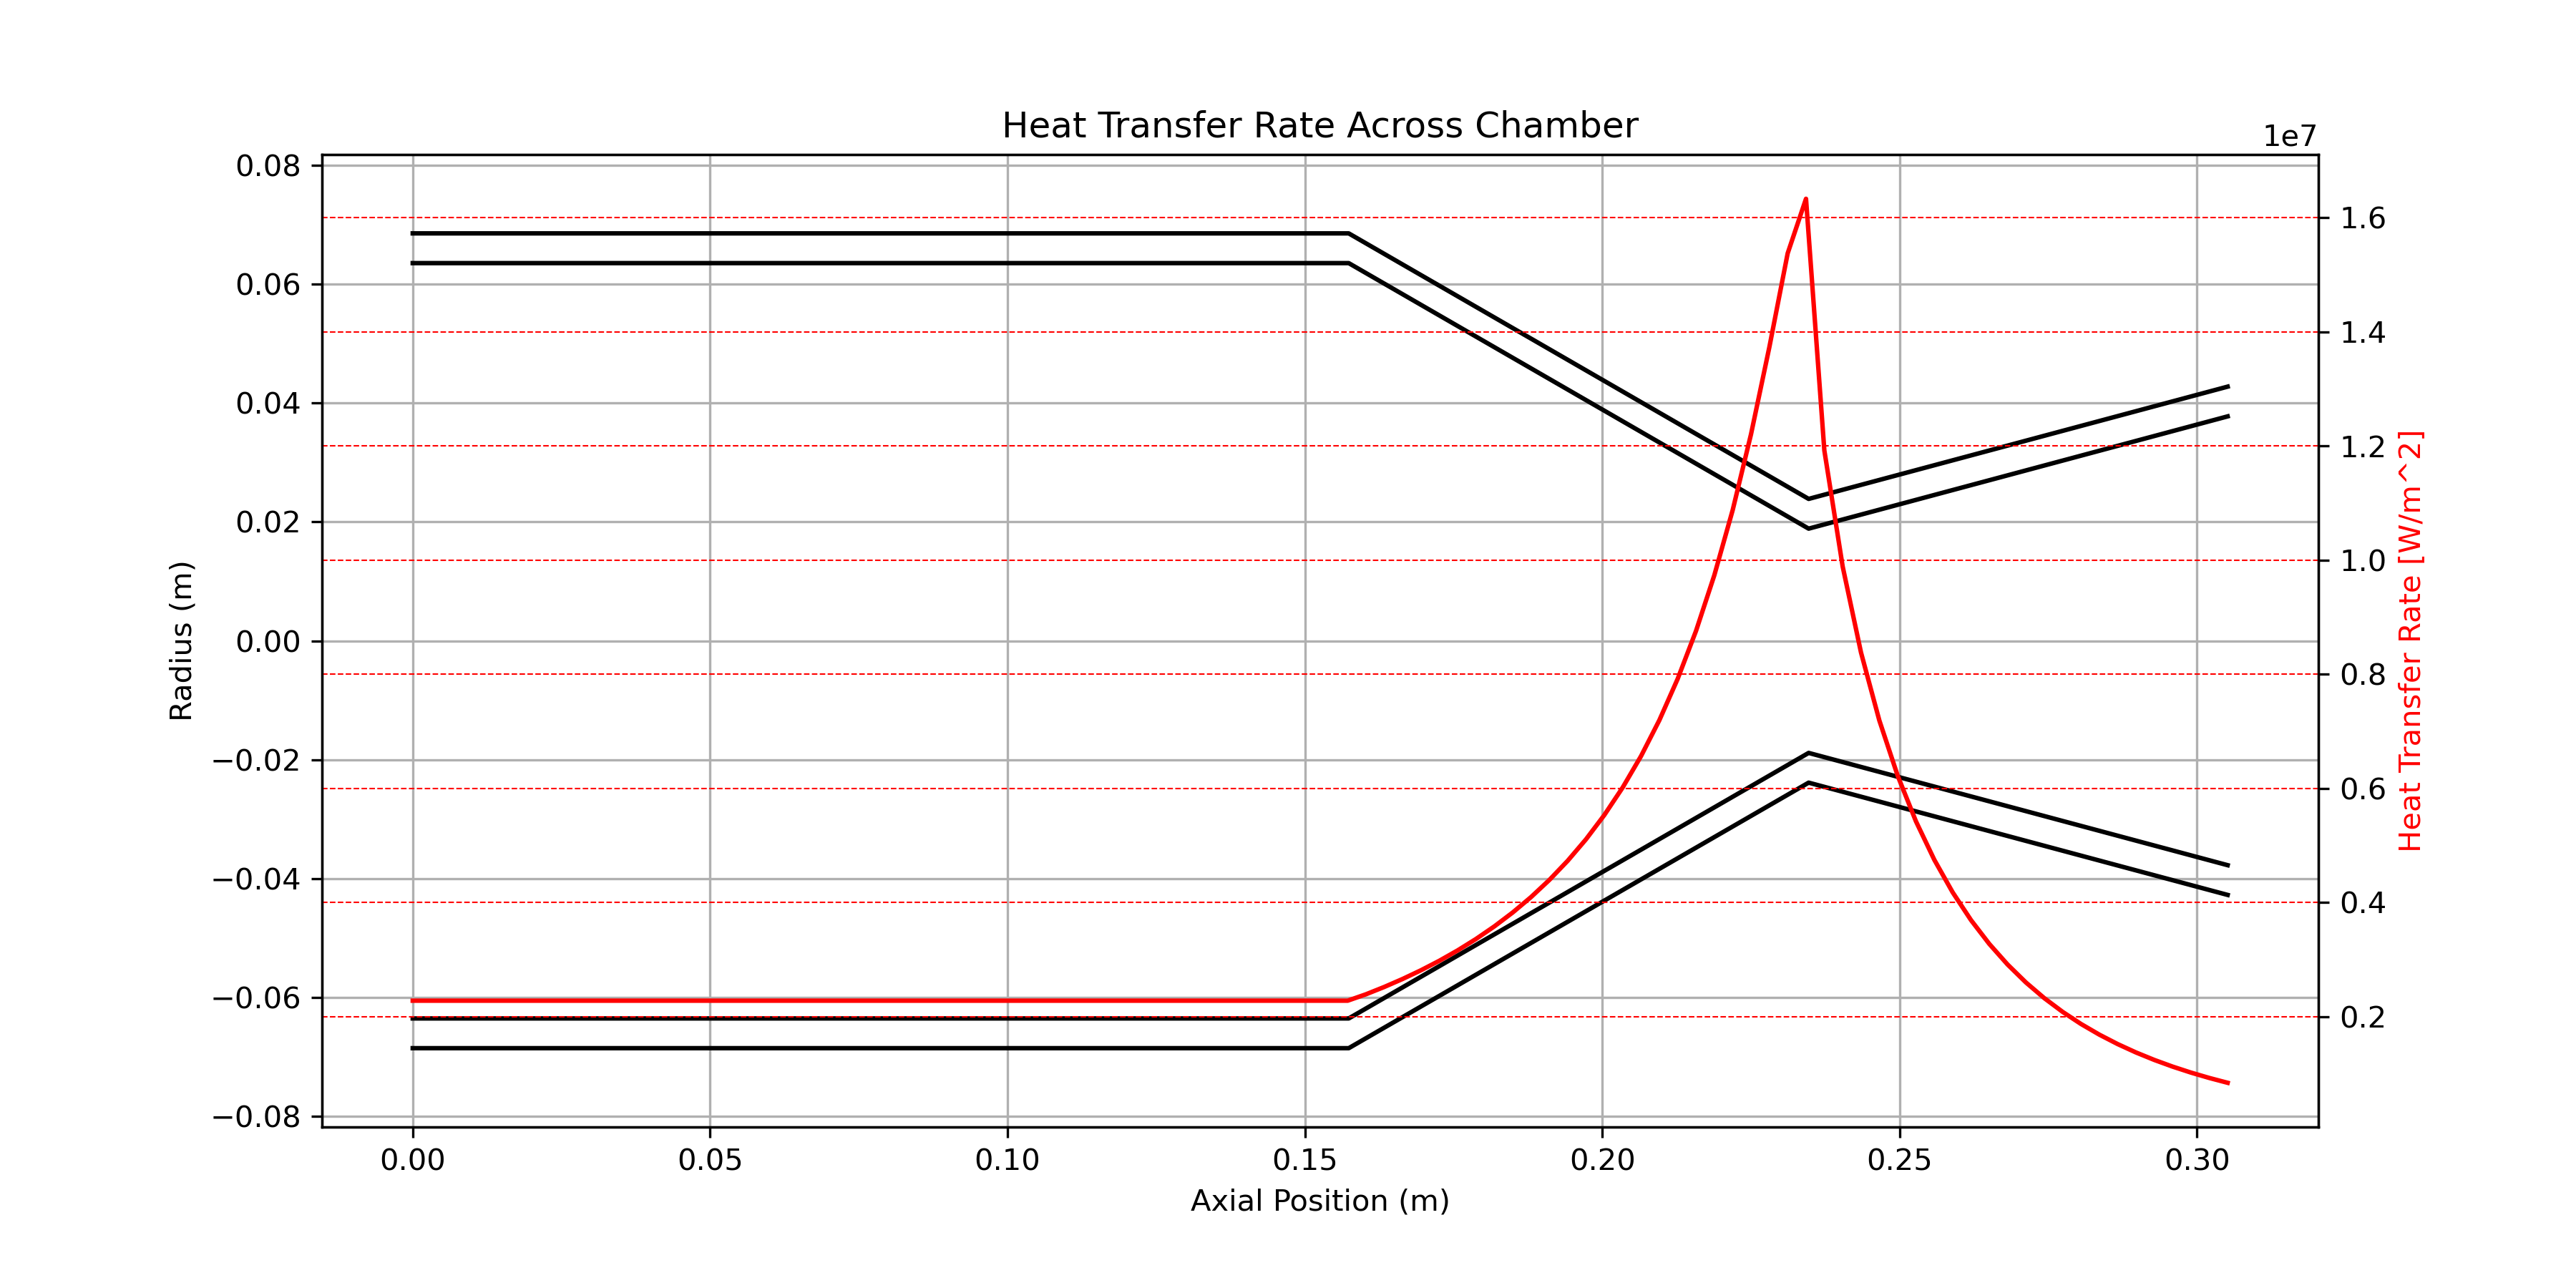 Heat Transfer Rate Across Chamber
1e7
0.08
0.06
0.04
0.02
0.00
−0.02
−0.04
−0.06
−0.08
Radius (m)
1.6
1.4
1.2
1.0
0.8
0.6
0.4
0.2
Heat Transfer Rate [W/m^2]
0.00 0.05 0.10 0.15 0.20 0.25 0.30
Axial Position (m)